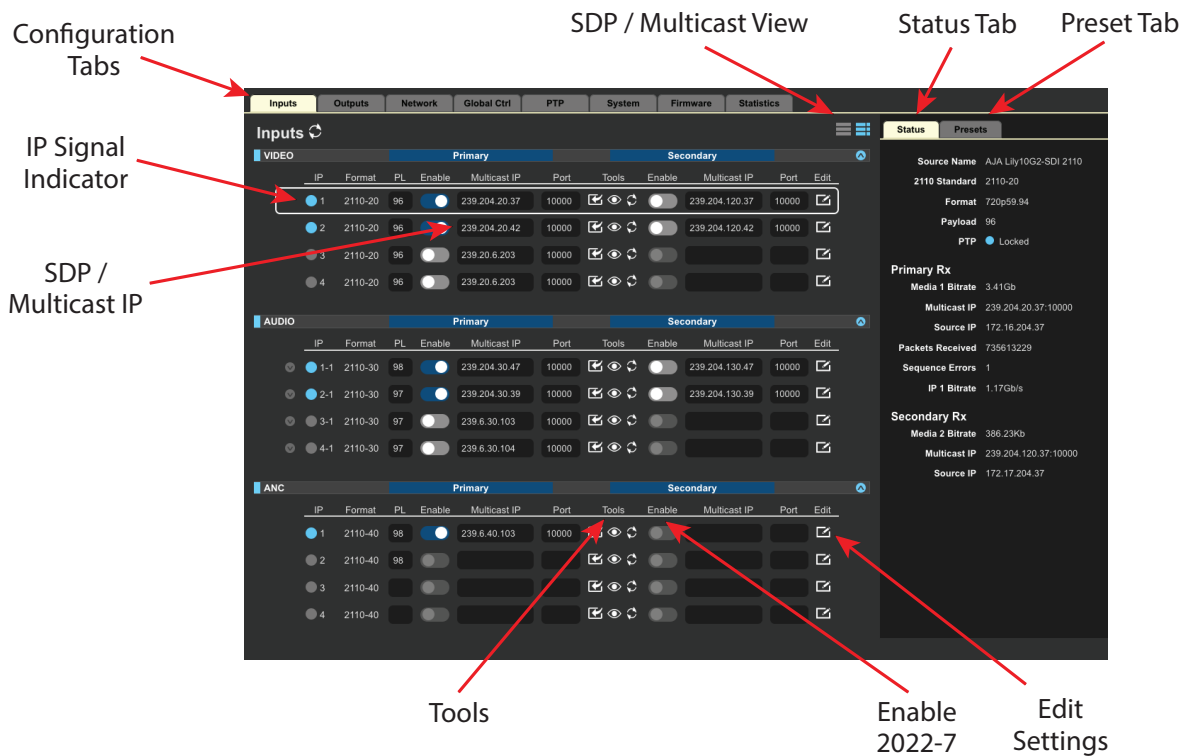 SDP / Multicast View
Status Tab
Preset Tab
Configuration
Tabs
IP Signal
Indicator
SDP /
Multicast IP
Inputs Outputs Network Global Ctrl PTP System Firmware Statistics
Inputs
VIDEO Primary Secondary
IP Format PL Enable Multicast IP Port Tools Enable Multicast IP Port Edit
1 2110-20 96 239.204.20.37 10000 239.204.120.37 10000
2 2110-20 96 239.204.20.42 10000 239.204.120.42 10000
3 2110-20 96 239.20.6.203 10000
4 2110-20 96 239.20.6.203 10000
AUDIO Primary Secondary
IP Format PL Enable Multicast IP Port Tools Enable Multicast IP Port Edit
1-1 2110-30 98 239.204.30.47 10000 239.204.130.47 10000
2-1 2110-30 97 239.204.30.39 10000 239.204.130.39 10000
3-1 2110-30 97 239.6.30.103 10000
4-1 2110-30 97 239.6.30.104 10000
ANC Primary Secondary
IP Format PL Enable Multicast IP Port Tools Enable Multicast IP Port Edit
1 2110-40 98 239.6.40.103 10000
2 2110-40 98
3 2110-40
4 2110-40
Status Presets
Source Name AJA Lily10G2-SDI 2110
2110 Standard 2110-20
Format 720p59.94
Payload 96
PTP Locked
Primary Rx
Media 1 Bitrate 3.41Gb
Multicast IP 239.204.20.37:10000
Source IP 172.16.204.37
Packets Received 735613229
Sequence Errors 1
IP 1 Bitrate 1.17Gb/s
Secondary Rx
Media 2 Bitrate 386.23Kb
Multicast IP 239.204.120.37:10000
Source IP 172.17.204.37
Tools
Enable
2022-7
Edit
Settings